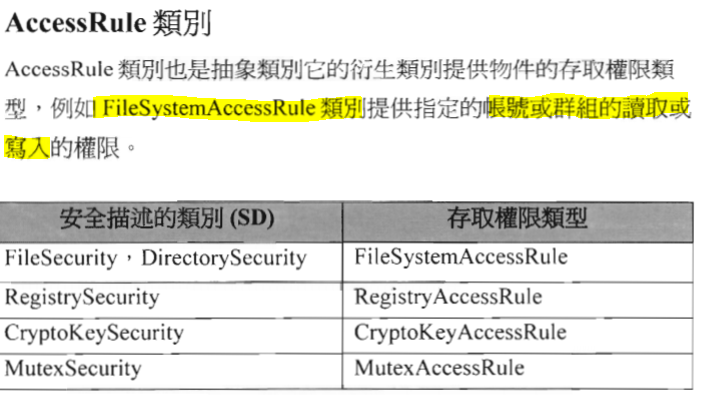 AccessRule 類別
AccessRule 類別也是抽象類別它的衍生類別提供物件的存取權限類
型,例如 FileSystemAccessRule 類別提供指定的帳號或群組的讀取或
寫入的權限。
安全描述的類別 (SD) 存取權限類型
FileSecurity,DirectorySecurity FileSystemAccessRule
RegistrySecurity RegistryAccessRule
CryptoKeySecurity CryptoKeyAccessRule
MutexSecurity MutexAccessRule